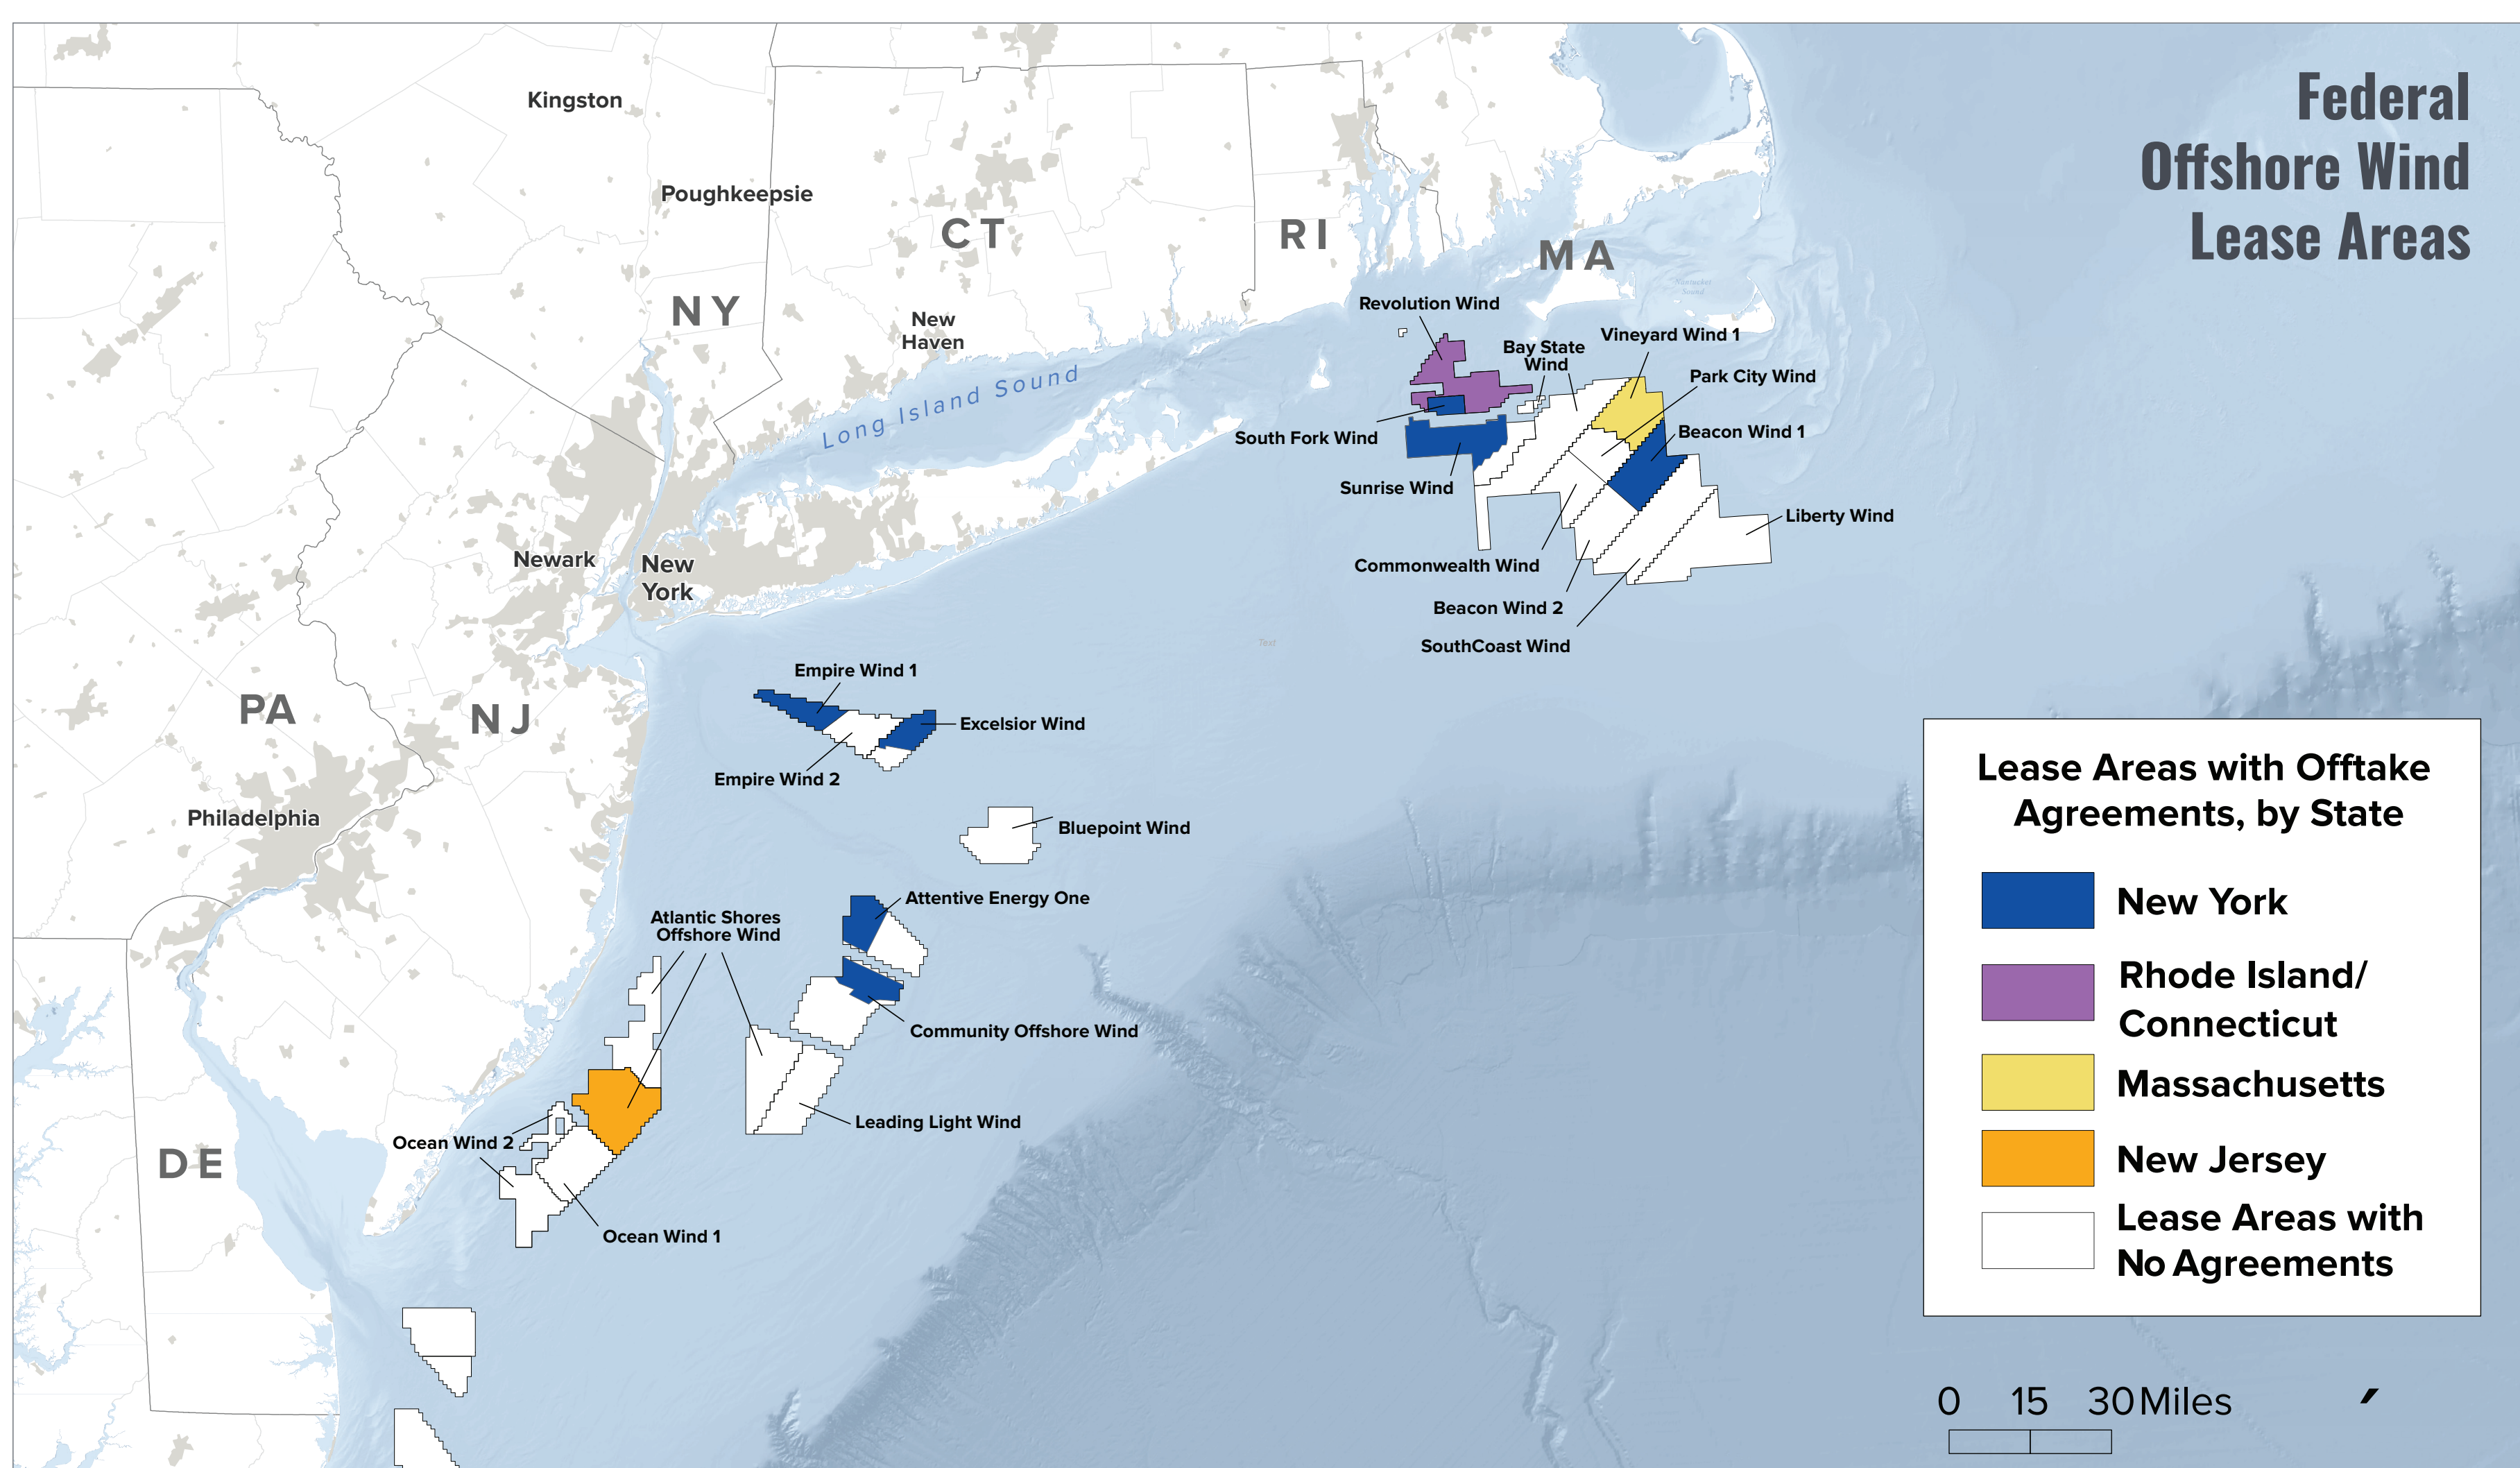 Federal
Offshore Wind
Lease Areas
Kingston
Poughkeepsie
CT
RI
MA
Nantucket
Sound
NY
New
Haven
Long Island Sound
Revolution Wind
Bay State
Wind
Vineyard Wind 1
Park City Wind
South Fork Wind
Beacon Wind 1
Sunrise Wind
Liberty Wind
Commonwealth Wind
Beacon Wind 2
SouthCoast Wind
Newark
New
York
Text
PA
NJ
Empire Wind 1
Excelsior Wind
Empire Wind 2
Philadelphia
Bluepoint Wind
Attentive Energy One
Atlantic Shores
Offshore Wind
Community Offshore Wind
Leading Light Wind
Ocean Wind 2
DE
Ocean Wind 1
Lease Areas with Offtake
Agreements, by State
New York
Rhode Island/
Connecticut
Massachusetts
New Jersey
Lease Areas with
No Agreements
0 15 30 Miles